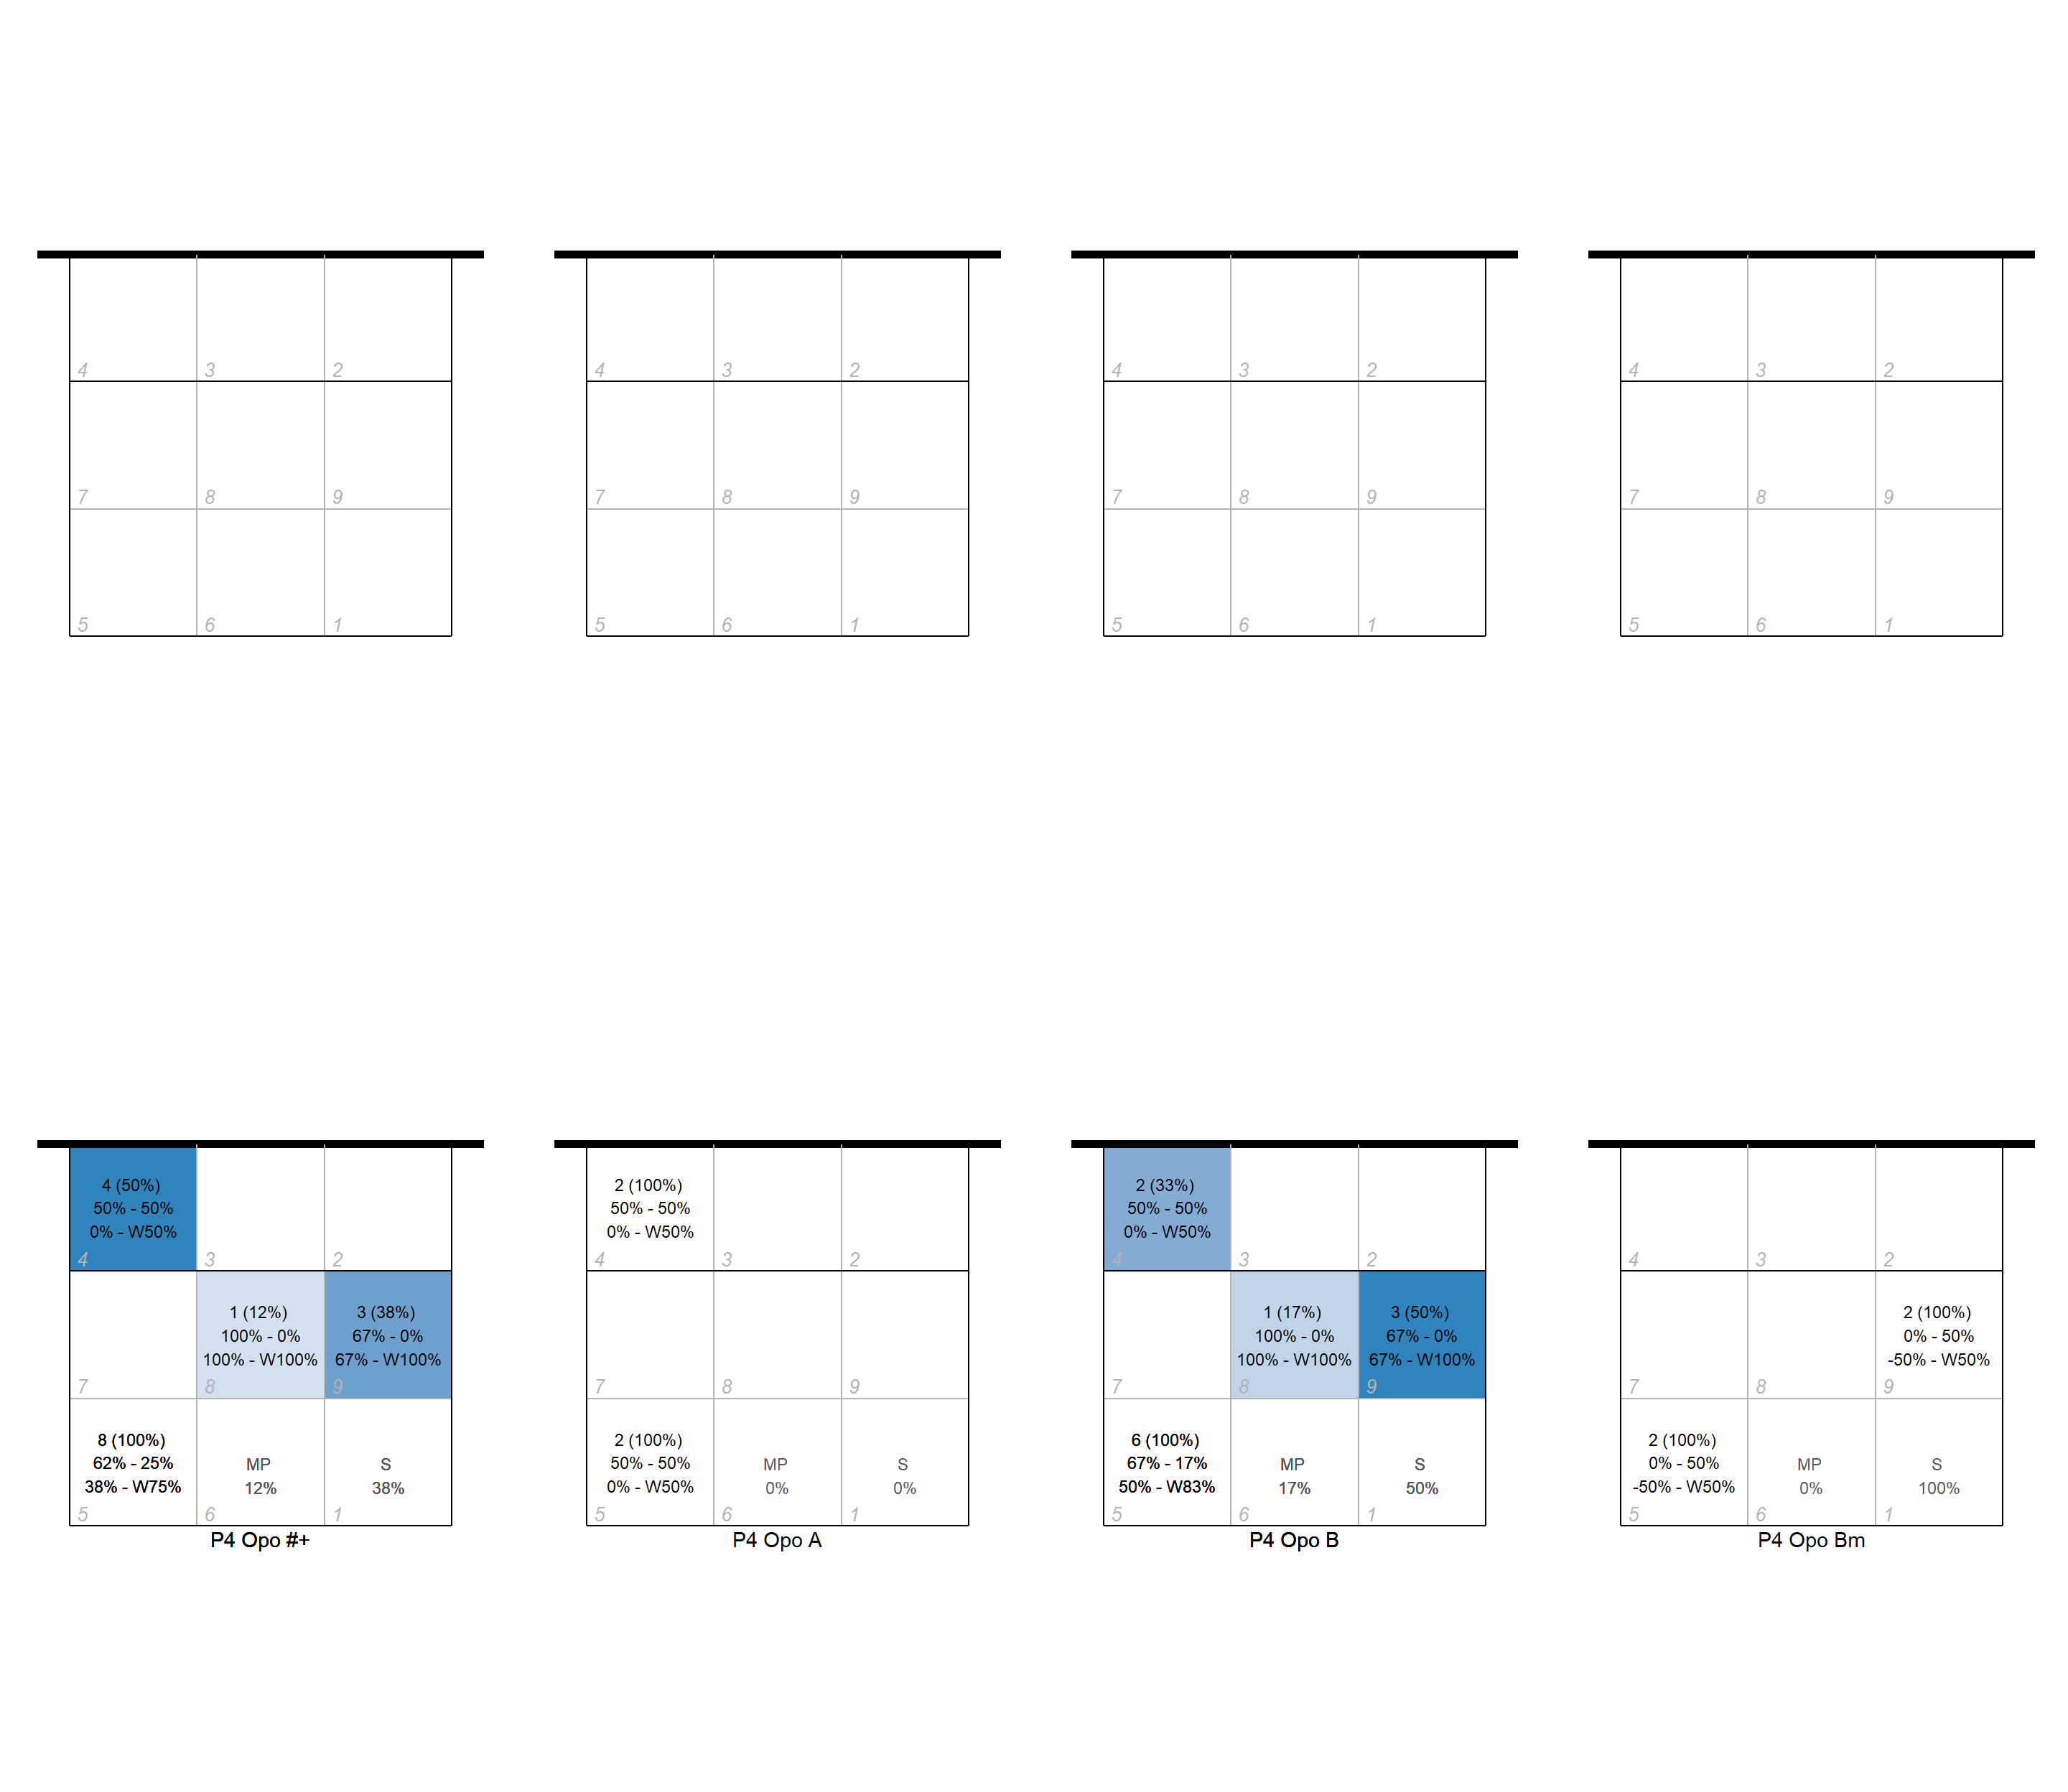 4 3 2 4 3 2 4 3 2 4 3 2
7 8 9 7 8 9 7 8 9 7 8 9
5 6 1 5 6 1 5 6 1 5 6 1
4 (50%)
50% - 50%
0% - W50%
4 3 2
1 (12%)
100% - 0%
100% - W100%
3 (38%)
67% - 0%
67% - W100%
7 8 9
8 (100%)
62% - 25%
38% - W75%
MP
12%
S
38%
5 6 1
P4 Opo #+
2 (100%)
50% - 50%
0% - W50%
4 3 2
7 8 9
2 (100%)
50% - 50%
0% - W50%
MP
0%
S
0%
5 6 1
P4 Opo A
2 (33%)
50% - 50%
0% - W50%
4 3 2
1 (17%)
100% - 0%
100% - W100%
3 (50%)
67% - 0%
67% - W100%
7 8 9
6 (100%)
67% - 17%
50% - W83%
MP
17%
S
50%
5 6 1
P4 Opo B
4 3 2
2 (100%)
0% - 50%
-50% - W50%
7 8 9
2 (100%)
0% - 50%
-50% - W50%
MP
0%
S
100%
5 6 1
P4 Opo Bm